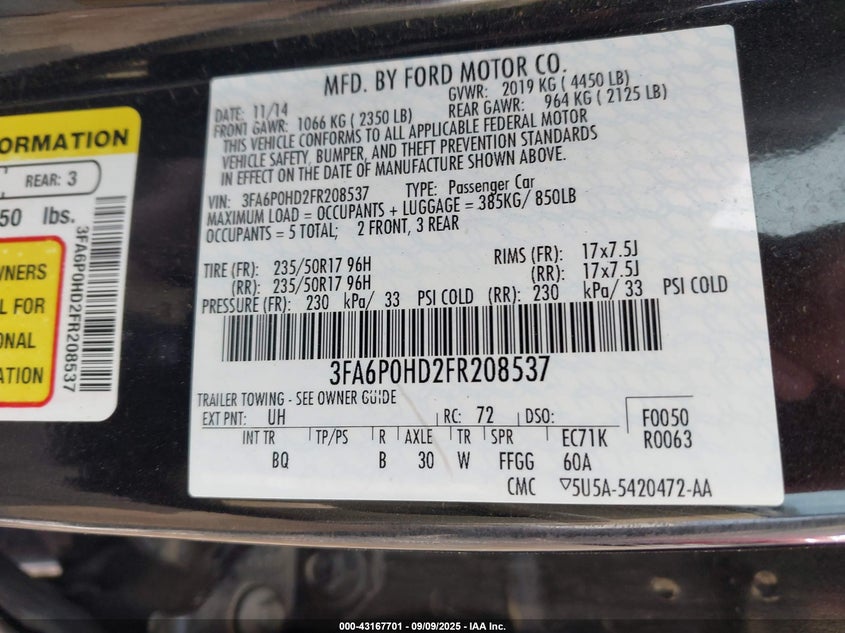 MFD. BY FORD MOTOR CO.
DATE: 11/14
GVWR: 2019 KG ( 4450 LB)
FRONT GAWR: 1066 KG ( 2350 LB)
REAR GAWR: 964 KG ( 2125 LB)
THIS VEHICLE CONFORMS TO ALL APPLICABLE FEDERAL MOTOR
VEHICLE SAFETY, BUMPER, AND THEFT PREVENTION STANDARDS
IN EFFECT ON THE DATE OF MANUFACTURE SHOWN ABOVE.
VIN: 3FA6P0HD2FR208537 TYPE: Passenger Car
MAXIMUM LOAD = OCCUPANTS + LUGGAGE = 385KG/ 850LB
OCCUPANTS = 5 TOTAL; 2 FRONT, 3 REAR
TIRE (FR): 235/50R17 96H RIMS (FR): 17x7.5J
(RR): 235/50R17 96H (RR): 17x7.5J
PRESSURE (FR): 230 kPa/ 33 PSI COLD (RR): 230 kPa/ 33 PSI COLD
3FA6P0HD2FR208537
TRAILER TOWING - SEE OWNER GUIDE
EXT PNT: UH RC: 72 DSO: F0050
INT TR TP/PS R AXLE TR SPR EC71K R0063
BQ B 30 W FFGG 60A
CMC ▽5U5A-5420472-AA
ORMATION
REAR: 3
50 lbs.
3FA6P0HD2FR208537
WNERS
L FOR
ONAL
ATION
000-43167701 - 09/09/2025 - IAA Inc.